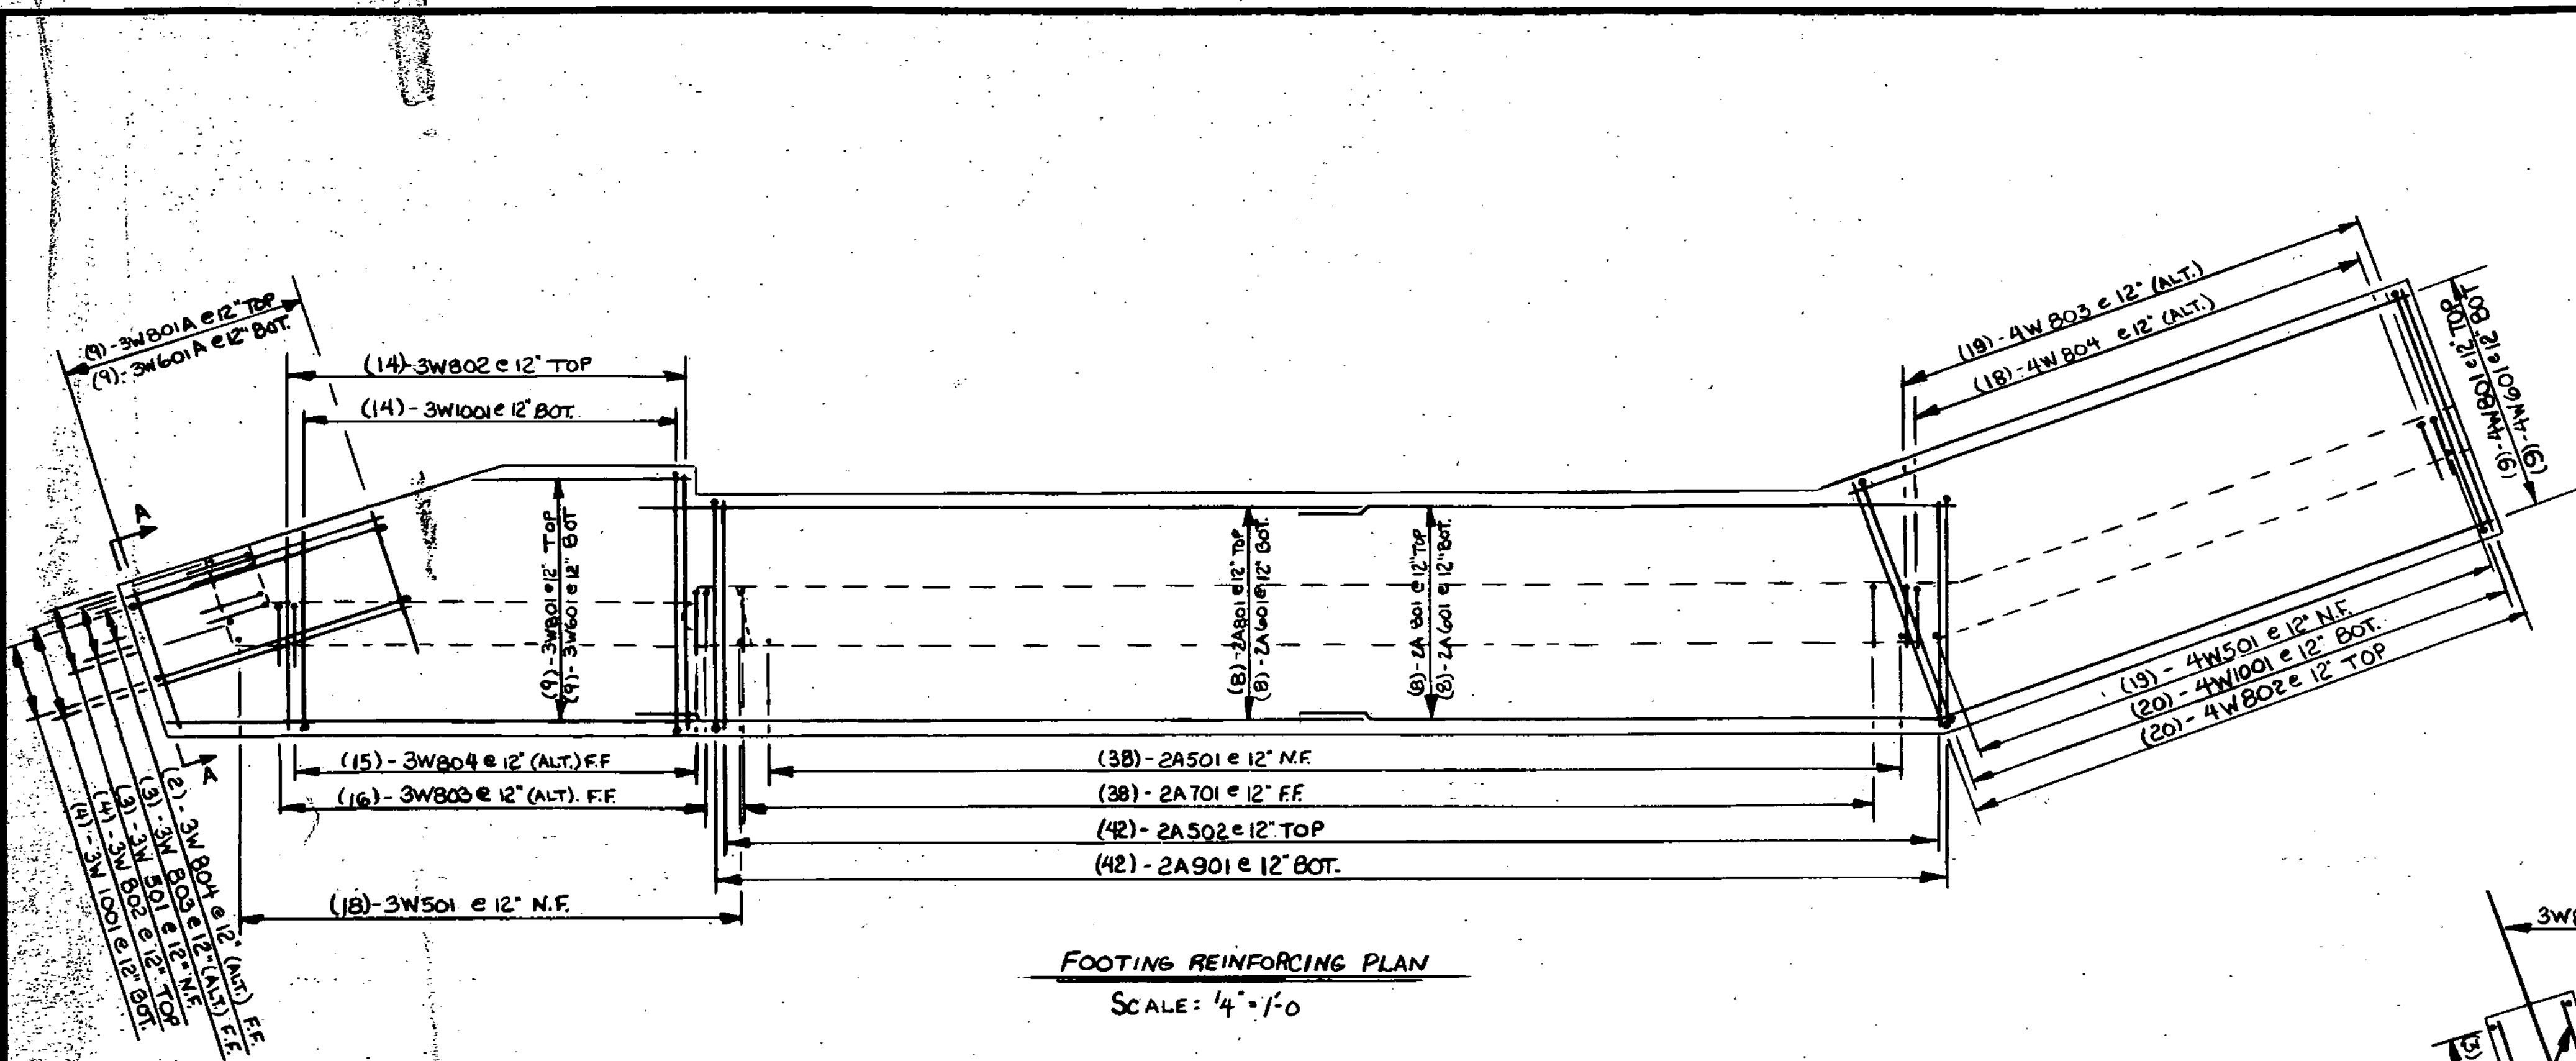 (9)-3W801A @ 12" TOP
(9)-3W601A @ 12" BOT.
(14)-3W802 @ 12" TOP
(14)-3W1001 @ 12" BOT.
(19)-4W803 @ 12" (ALT.)
(18)-4W804 @ 12" (ALT.)
(9)-4W801 @ 12" TOP
(9)-4W601 @ 12" BOT
A
(9)-3W801 @ 12" TOP
(9)-3W601 @ 12" BOT
(8)-2A801 @ 12" TOP
(8)-2A601 @ 12" BOT.
(8)-2A801 @ 12" TOP
(8)-2A601 @ 12" BOT.
A
(19)-4W501 @ 12" N.F.
(20)-4W1001 @ 12" BOT.
(20)-4W802 @ 12" TOP
(15)-3W804 @ 12" (ALT.) F.F
(16)-3W803 @ 12" (ALT). F.F.
(38)-2A501 @ 12" N.F.
(38)-2A701 @ 12" F.F.
(42)-2A502 @ 12" TOP
(42)-2A901 @ 12" BOT.
(18)-3W501 @ 12" N.F.
(2)-3W804 @ 12" (ALT.) F.F.
(3)-3W803 @ 12" (ALT.) F.F.
(3)-3W501 @ 12" N.F.
(4)-3W802 @ 12" TOP
(4)-3W1001 @ 12" BOT.
FOOTING REINFORCING PLAN
SCALE: 1/4"=1'-0